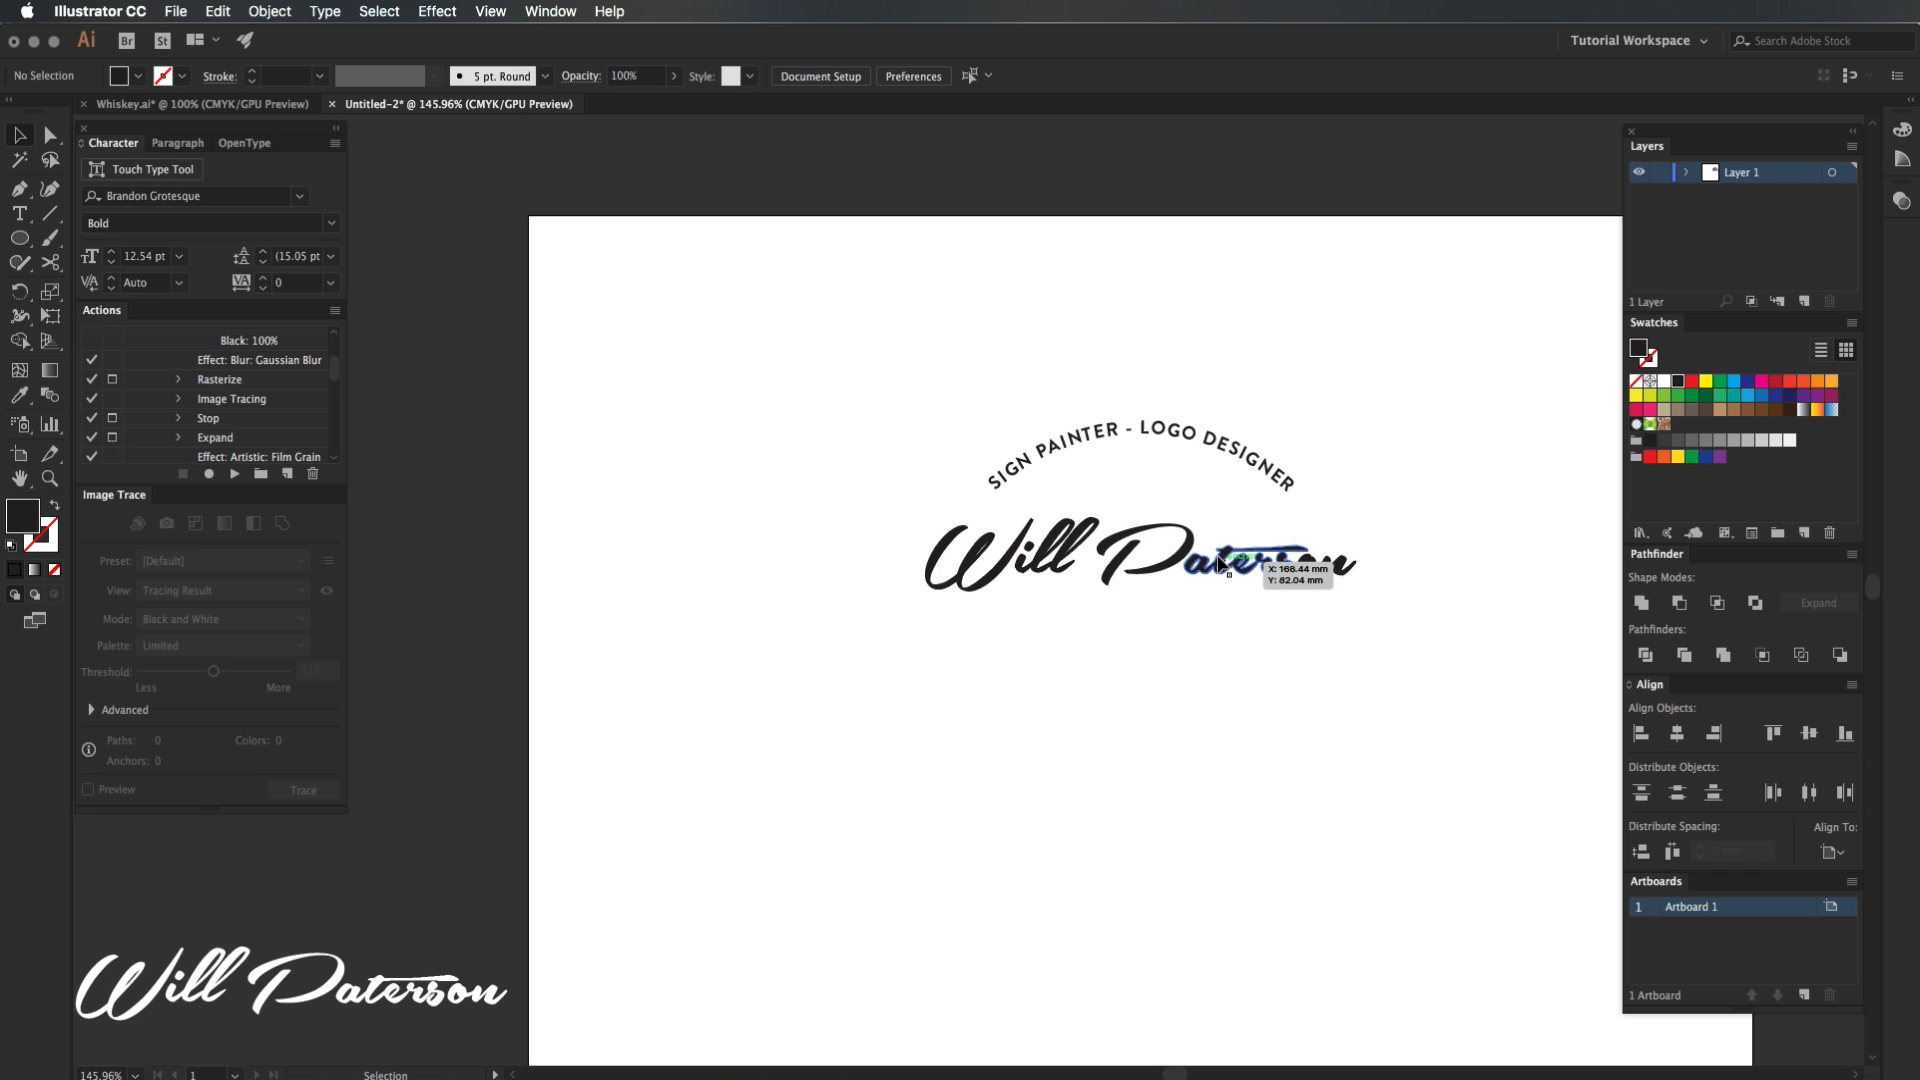 Illustrator CC File Edit Object Type Select Effect View Window Help
Ai Br St Tutorial Workspace Search Adobe Stock
No Selection Stroke: 5 pt. Round Opacity: 100% Style: Document Setup Preferences
Whiskey.ai* @ 100% (CMYK/GPU Preview) Untitled-2* @ 145.96% (CMYK/GPU Preview)
Character Paragraph OpenType
Touch Type Tool
Brandon Grotesque
Bold
12.54 pt (15.05 pt
Auto 0
Actions
Black: 100%
Effect: Blur: Gaussian Blur
Rasterize
Image Tracing
Stop
Expand
Effect: Artistic: Film Grain
Image Trace
Preset: [Default]
View: Tracing Result
Mode: Black and White
Palette: Limited
Threshold:
Less More
Advanced
Paths: 0 Colors: 0
Anchors: 0
Preview Trace
SIGN PAINTER - LOGO DESIGNER
Will Paterson
X: 168.44 mm
Y: 82.04 mm
Will Paterson
145.96% 1 Selection
Layers
Layer 1
1 Layer
Swatches
Pathfinder
Shape Modes:
Expand
Pathfinders:
Align
Align Objects:
Distribute Objects:
Distribute Spacing: Align To:
0 mm
Artboards
1 Artboard 1
1 Artboard